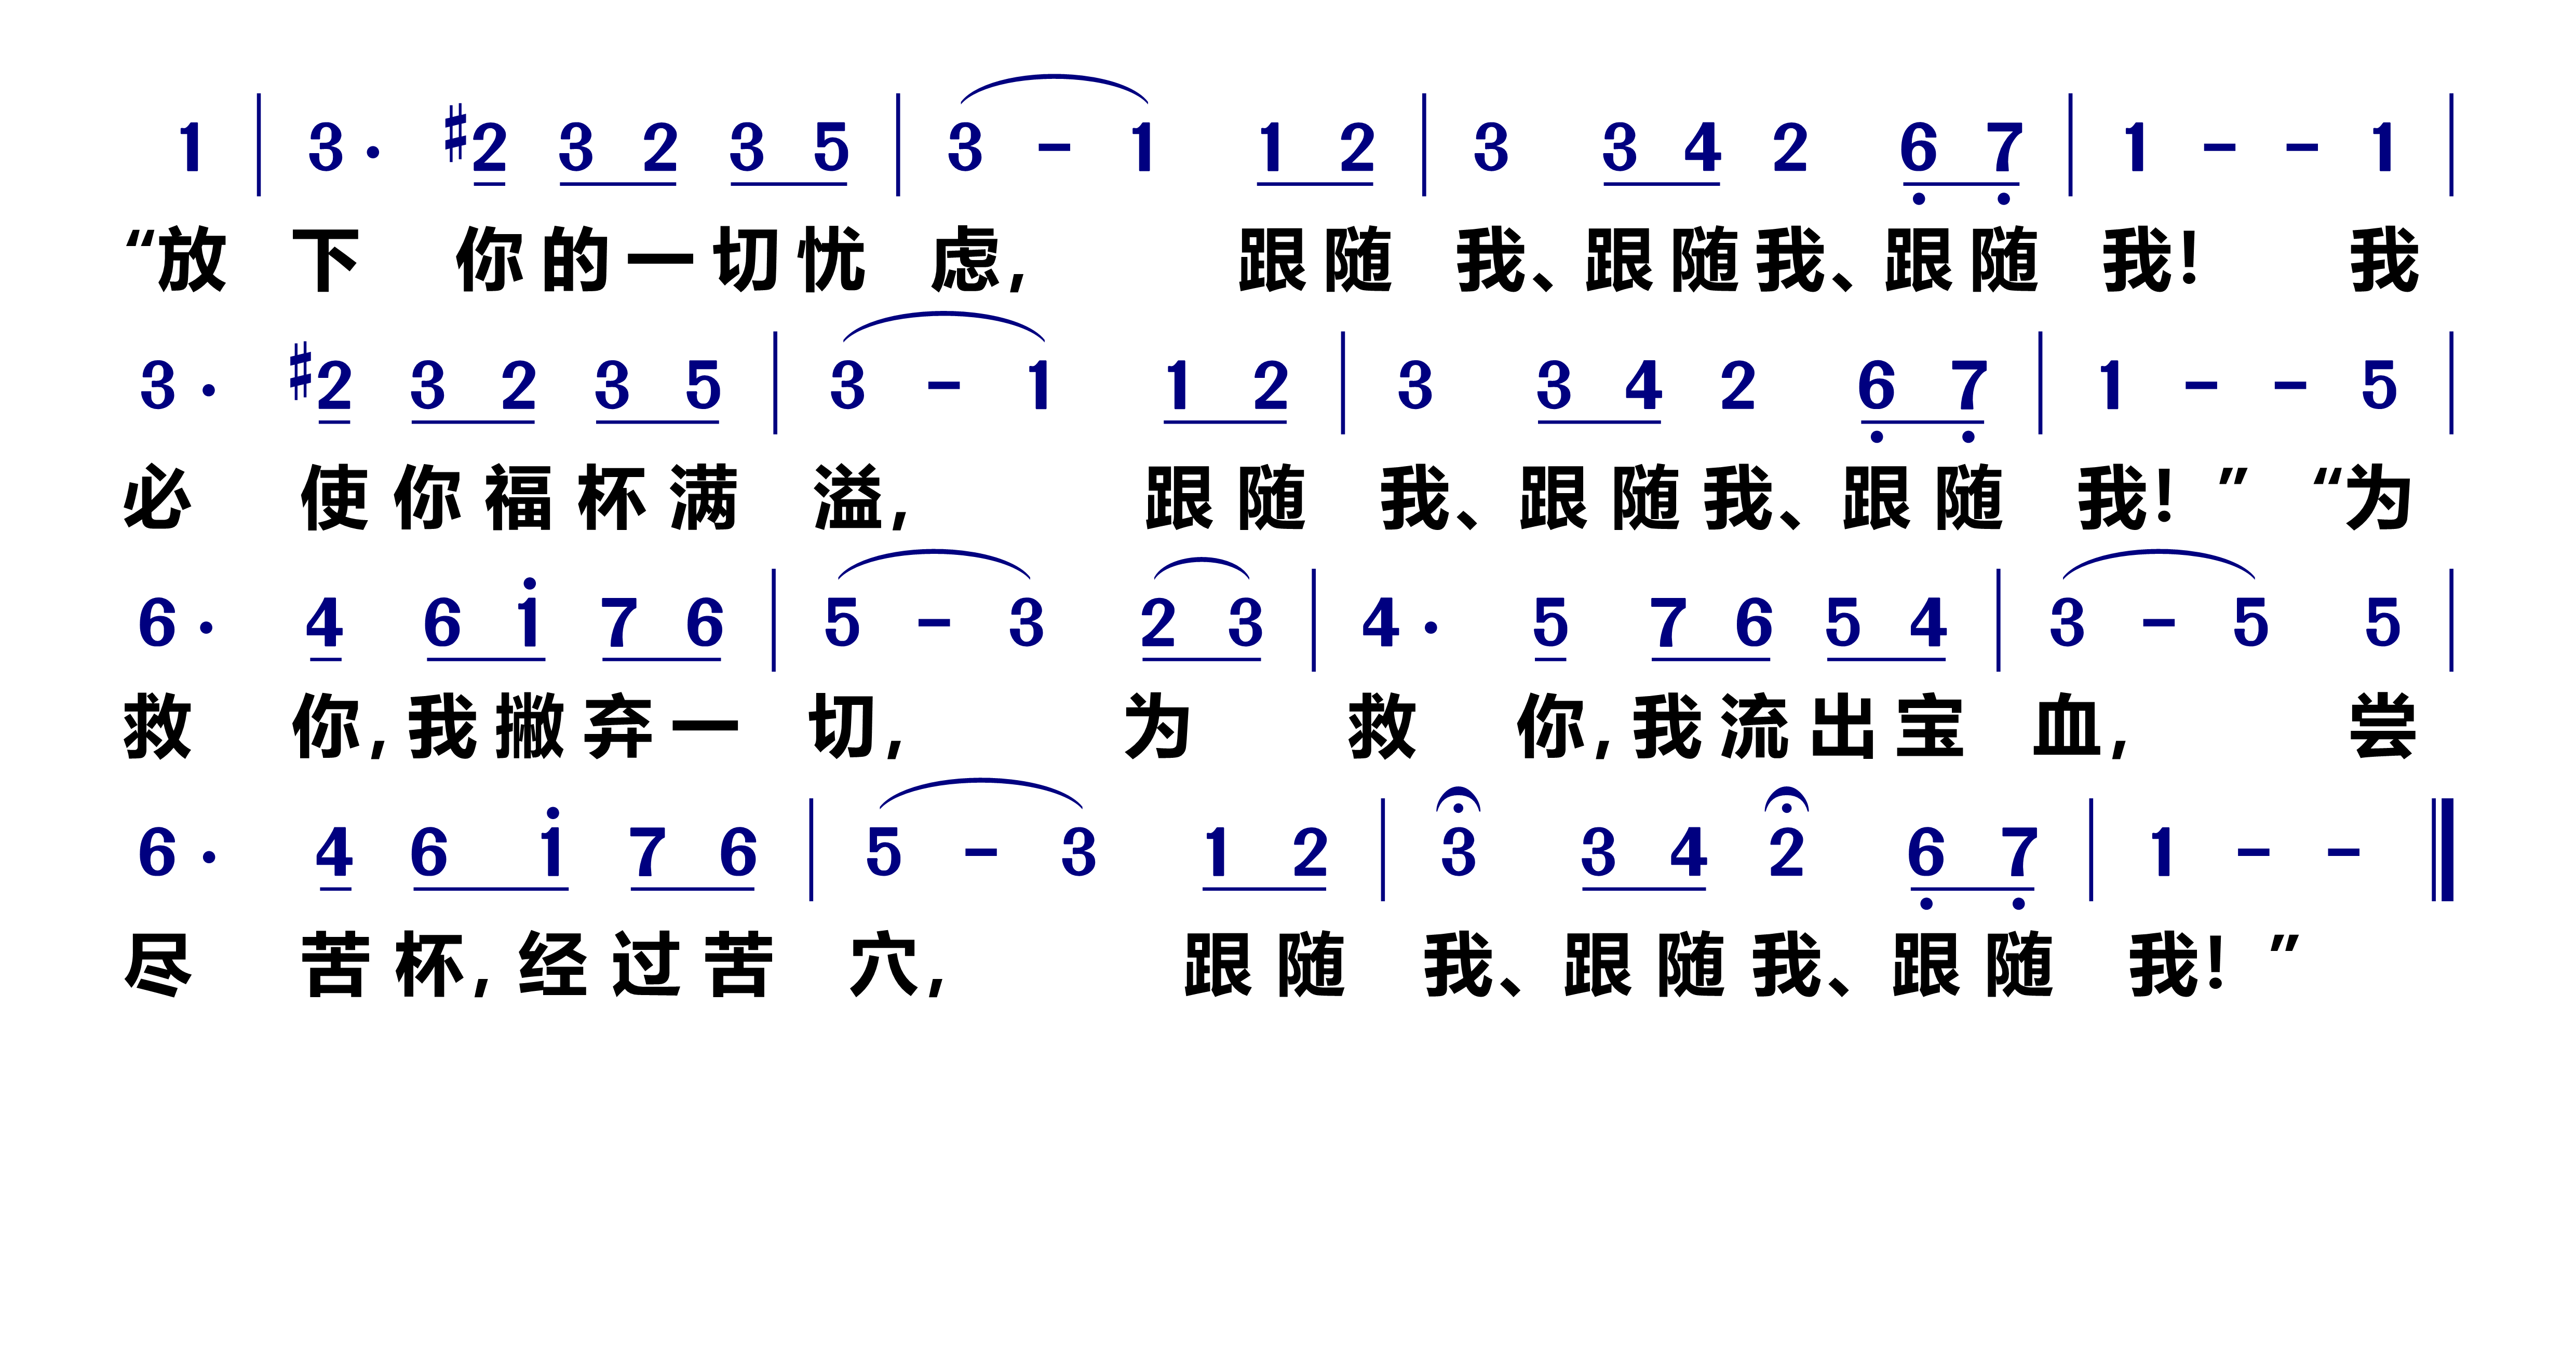 1 | 3 · #2 3 2 3 5 | 3 - 1 1 2 | 3 3 4 2 6 7 | 1 - - 1 |
“放 下 你 的 一 切 忧 虑, 跟 随 我、跟 随 我、跟 随 我! 我
3 · #2 3 2 3 5 | 3 - 1 1 2 | 3 3 4 2 6 7 | 1 - - 5 |
必 使 你 福 杯 满 溢, 跟 随 我、跟 随 我、跟 随 我! ” “为
6 · 4 6 i 7 6 | 5 - 3 2 3 | 4 · 5 7 6 5 4 | 3 - 5 5 |
救 你, 我 撇 弃 一 切, 为 救 你, 我 流 出 宝 血, 尝
6 · 4 6 i 7 6 | 5 - 3 1 2 | 3 3 4 2 6 7 | 1 - - ‖
尽 苦 杯, 经 过 苦 穴, 跟 随 我、跟 随 我、跟 随 我! ”